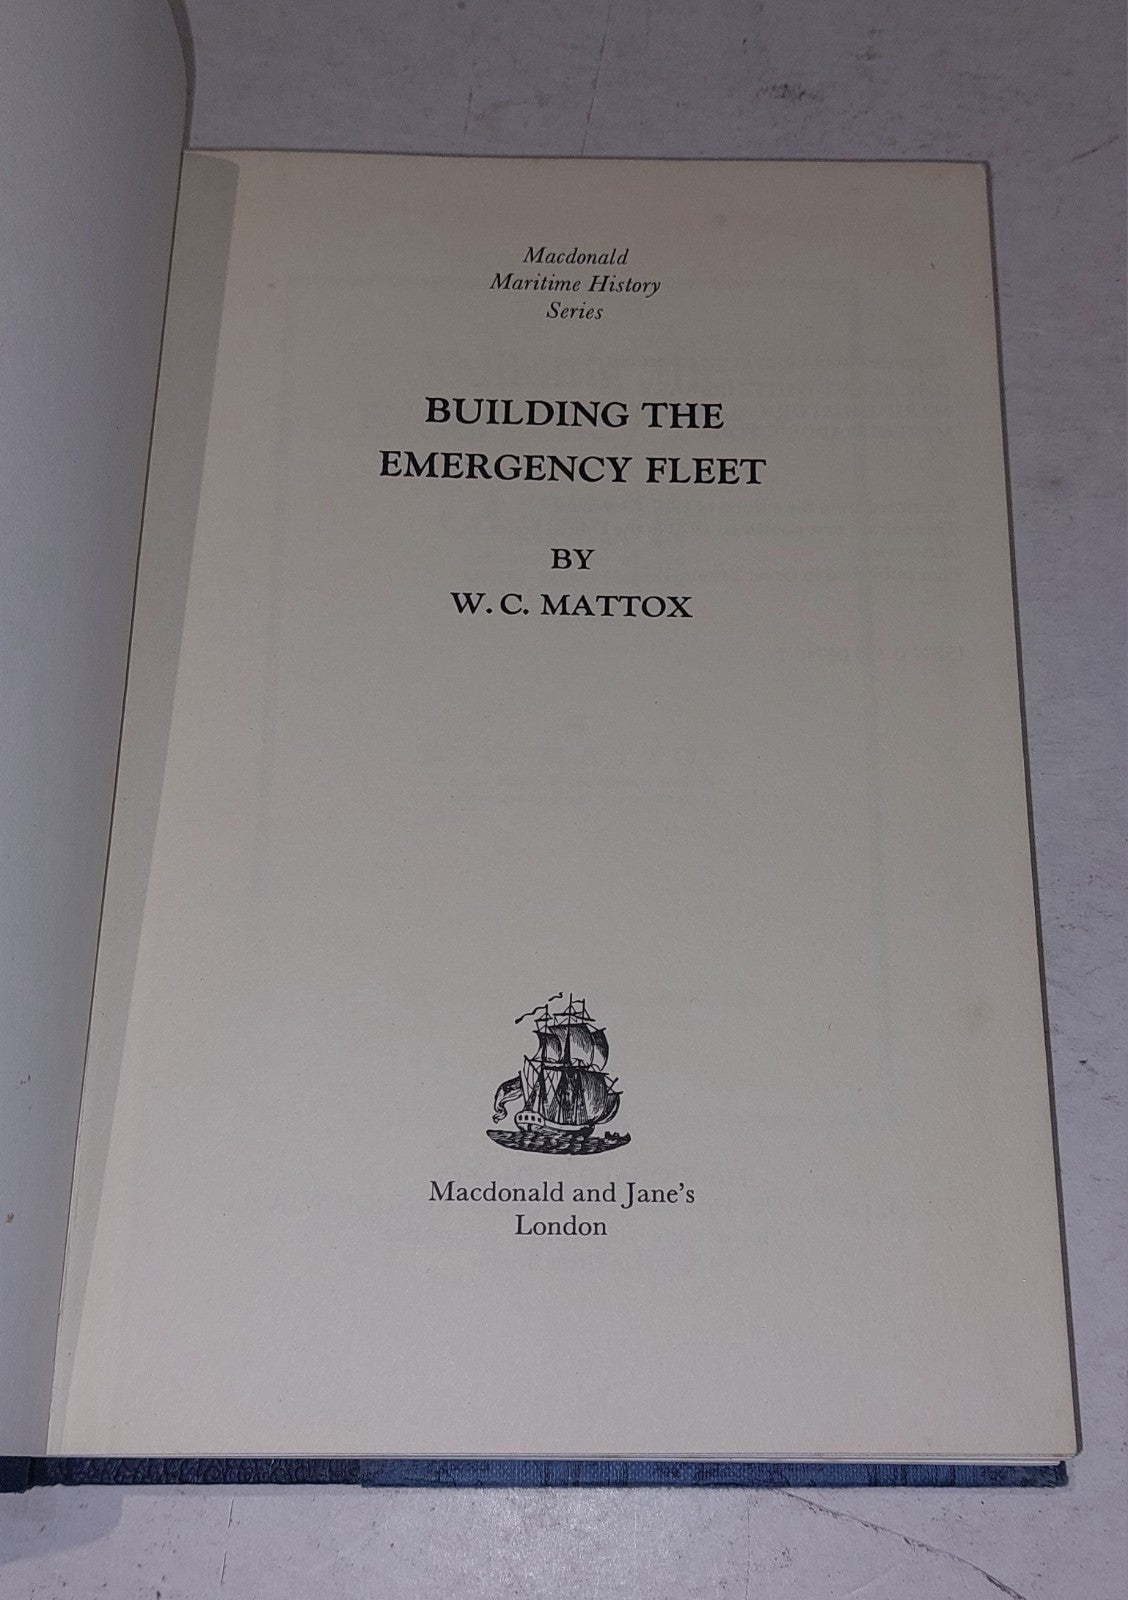 Macdonald
Maritime History
Series
BUILDING THE
EMERGENCY FLEET
BY
W. C. MATTOX
Macdonald and Jane's
London